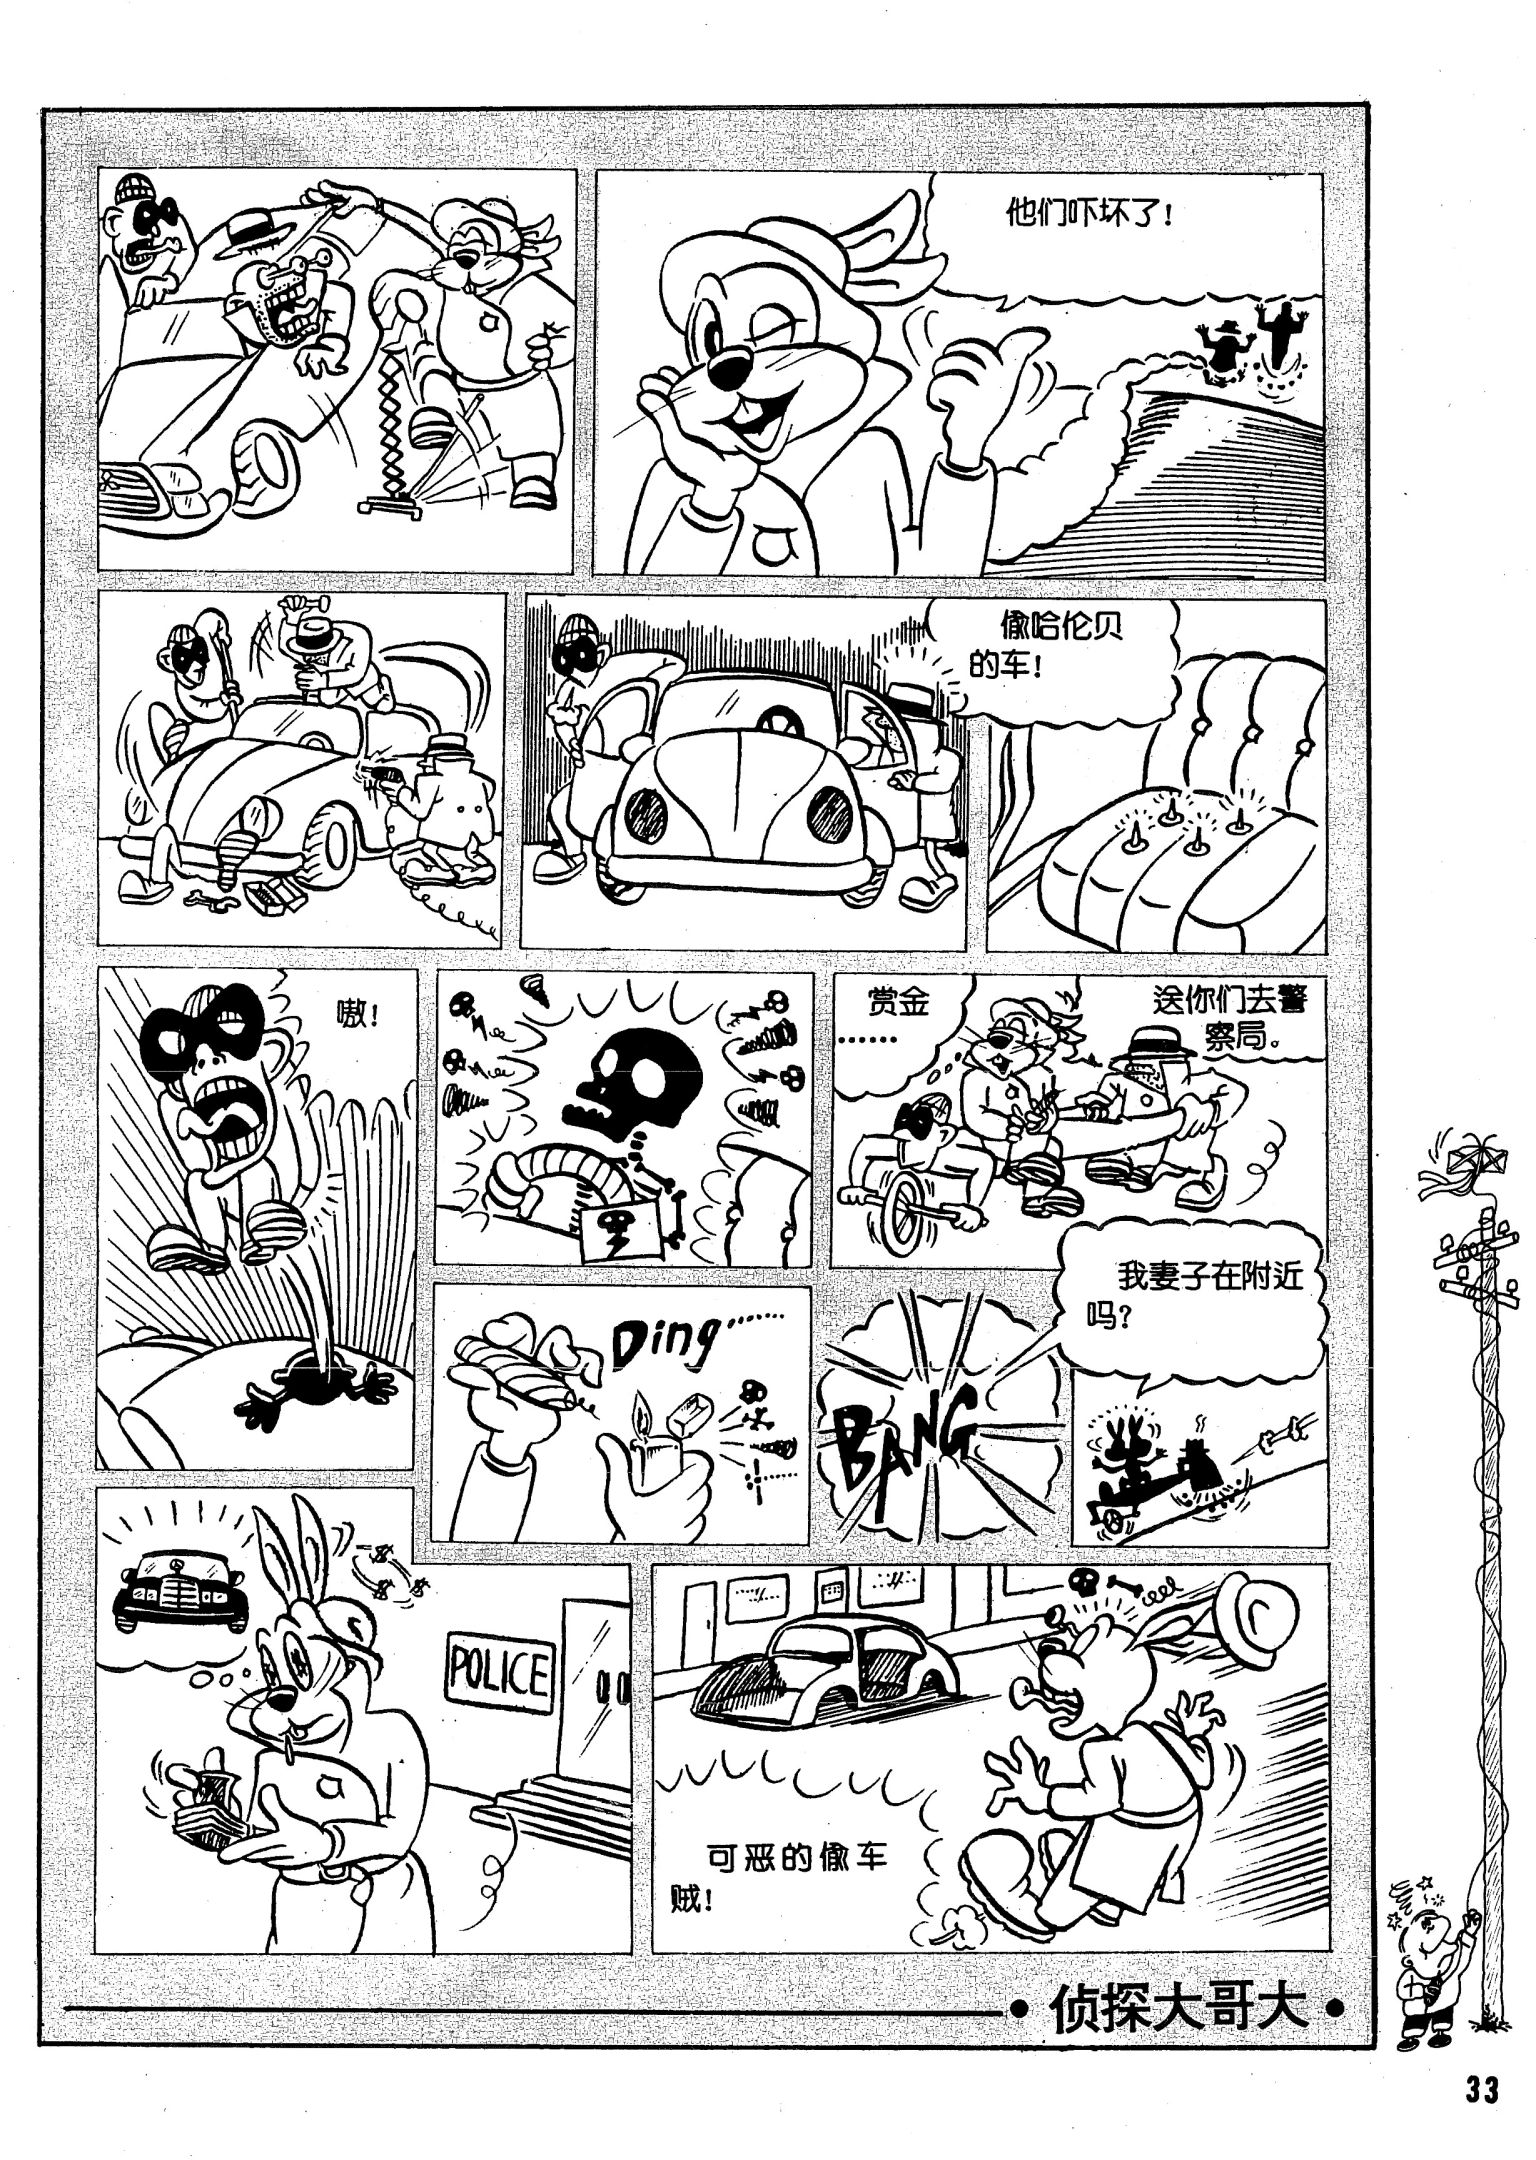 他们吓坏了!
像哈伦贝
的车!
嗷!
赏金
……
送你们去警
察局。
Ding……
BANG
我妻子在附近
吗?
POLICE
可恶的偷车
贼!
• 侦探大哥大 •
33